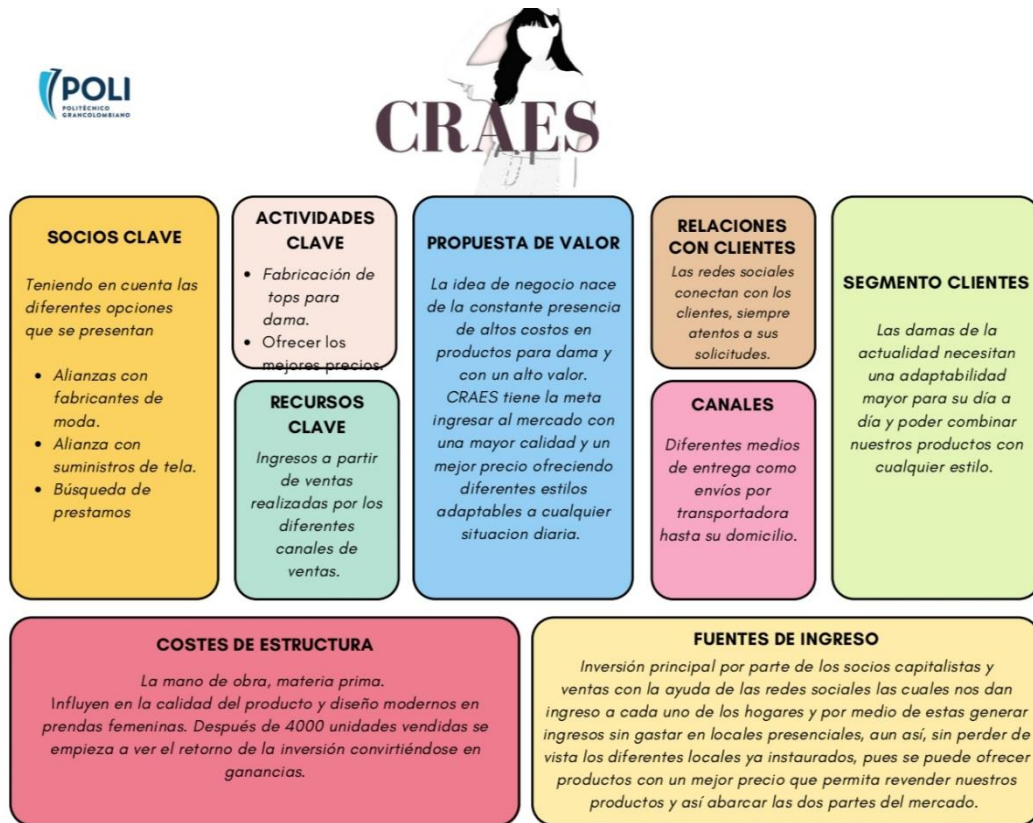 POLI
POLITÉCNICO
GRANCOLOMBIANO
CRAES
SOCIOS CLAVE
Teniendo en cuenta las
diferentes opciones
que se presentan
• Alianzas con
fabricantes de
moda.
• Alianza con
suministros de tela.
• Búsqueda de
prestamos
ACTIVIDADES
CLAVE
• Fabricación de
tops para
dama.
• Ofrecer los
mejores precios.
RECURSOS
CLAVE
Ingresos a partir
de ventas
realizadas por los
diferentes
canales de
ventas.
PROPUESTA DE VALOR
La idea de negocio nace
de la constante presencia
de altos costos en
productos para dama y
con un alto valor.
CRAES tiene la meta
ingresar al mercado con
una mayor calidad y un
mejor precio ofreciendo
diferentes estilos
adaptables a cualquier
situacion diaria.
RELACIONES
CON CLIENTES
Las redes sociales
conectan con los
clientes, siempre
atentos a sus
solicitudes.
CANALES
Diferentes medios
de entrega como
envíos por
transportadora
hasta su domicilio.
SEGMENTO CLIENTES
Las damas de la
actualidad necesitan
una adaptabilidad
mayor para su día a
día y poder combinar
nuestros productos con
cualquier estilo.
COSTES DE ESTRUCTURA
La mano de obra, materia prima.
Influyen en la calidad del producto y diseño modernos en
prendas femeninas. Después de 4000 unidades vendidas se
empieza a ver el retorno de la inversión convirtiéndose en
ganancias.
FUENTES DE INGRESO
Inversión principal por parte de los socios capitalistas y
ventas con la ayuda de las redes sociales las cuales nos dan
ingreso a cada uno de los hogares y por medio de estas generar
ingresos sin gastar en locales presenciales, aun así, sin perder de
vista los diferentes locales ya instaurados, pues se puede ofrecer
productos con un mejor precio que permita revender nuestros
productos y así abarcar las dos partes del mercado.